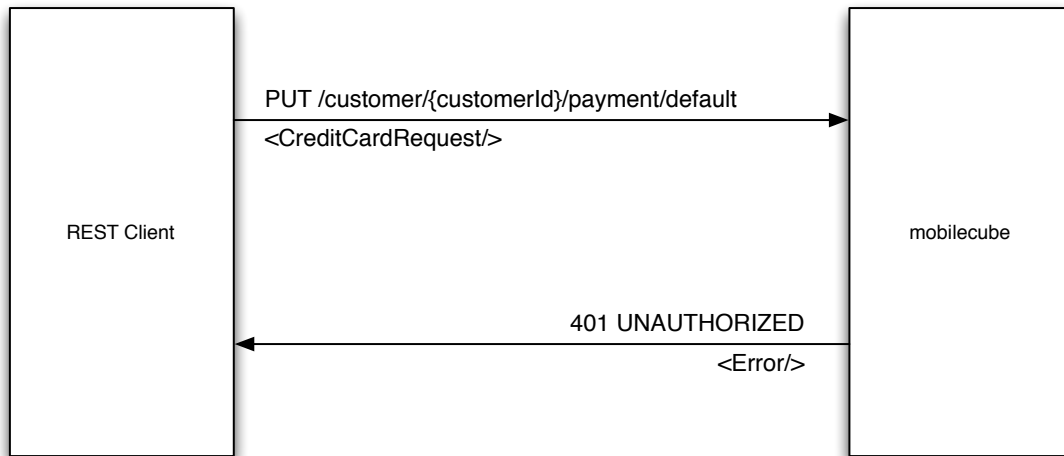 PUT /customer/{customerId}/payment/default
<CreditCardRequest/>
REST Client
mobilecube
401 UNAUTHORIZED
<Error/>